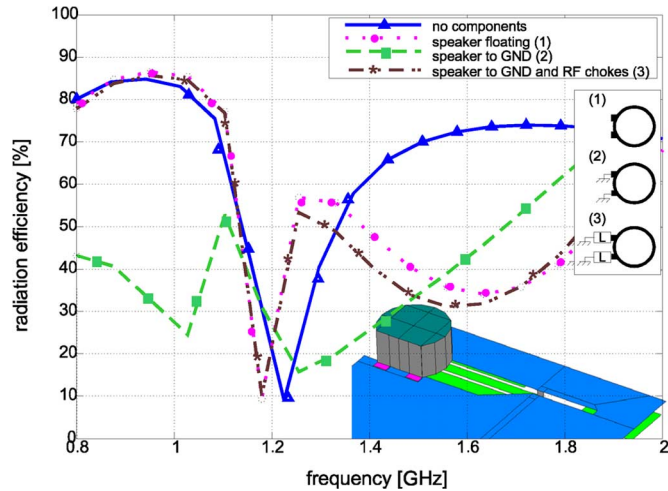 no components
speaker floating (1)
speaker to GND (2)
speaker to GND and RF chokes (3)
radiation efficiency [%]
100
90
80
70
60
50
40
30
20
10
0
(1)
(2)
(3)
L
L
0.8 1 1.2 1.4 1.6 1.8 2
frequency [GHz]